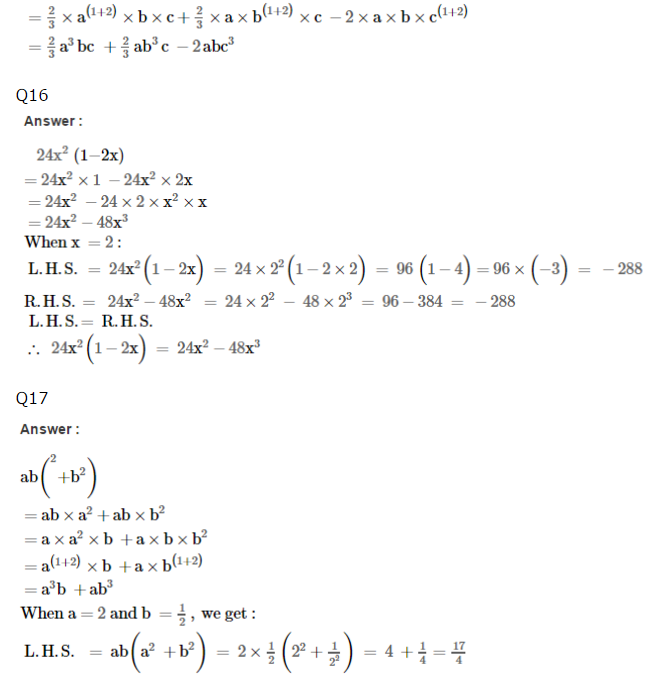 = 2/3 × a^(1+2) × b × c + 2/3 × a × b^(1+2) × c − 2 × a × b × c^(1+2)
= 2/3 a³bc + 2/3 ab³c − 2abc³
Q16
Answer :
24x² (1−2x)
= 24x² × 1 − 24x² × 2x
= 24x² − 24 × 2 × x² × x
= 24x² − 48x³
When x = 2 :
L.H.S. = 24x²(1 − 2x) = 24 × 2²(1 − 2 × 2) = 96 (1 − 4) = 96 × (−3) = − 288
R.H.S. = 24x² − 48x² = 24 × 2² − 48 × 2³ = 96 − 384 = − 288
L.H.S. = R.H.S.
∴ 24x²(1 − 2x) = 24x² − 48x³
Q17
Answer :
ab(² +b²)
= ab × a² + ab × b²
= a × a² × b + a × b × b²
= a^(1+2) × b + a × b^(1+2)
= a³b + ab³
When a = 2 and b = 1/2, we get :
L.H.S. = ab(a² + b²) = 2 × 1/2 (2² + 1/2²) = 4 + 1/4 = 17/4